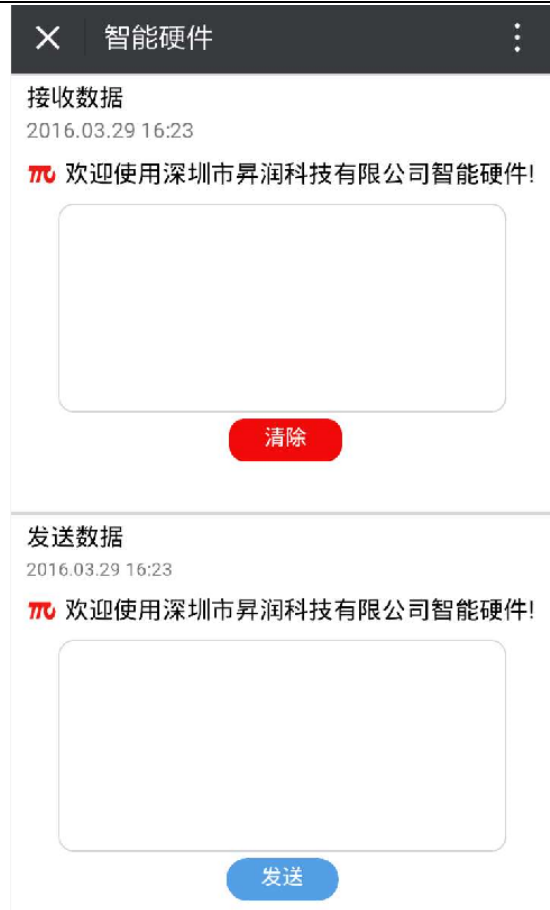 智能硬件
接收数据
2016.03.29 16:23
欢迎使用深圳市昇润科技有限公司智能硬件!
清除
发送数据
2016.03.29 16:23
欢迎使用深圳市昇润科技有限公司智能硬件!
发送